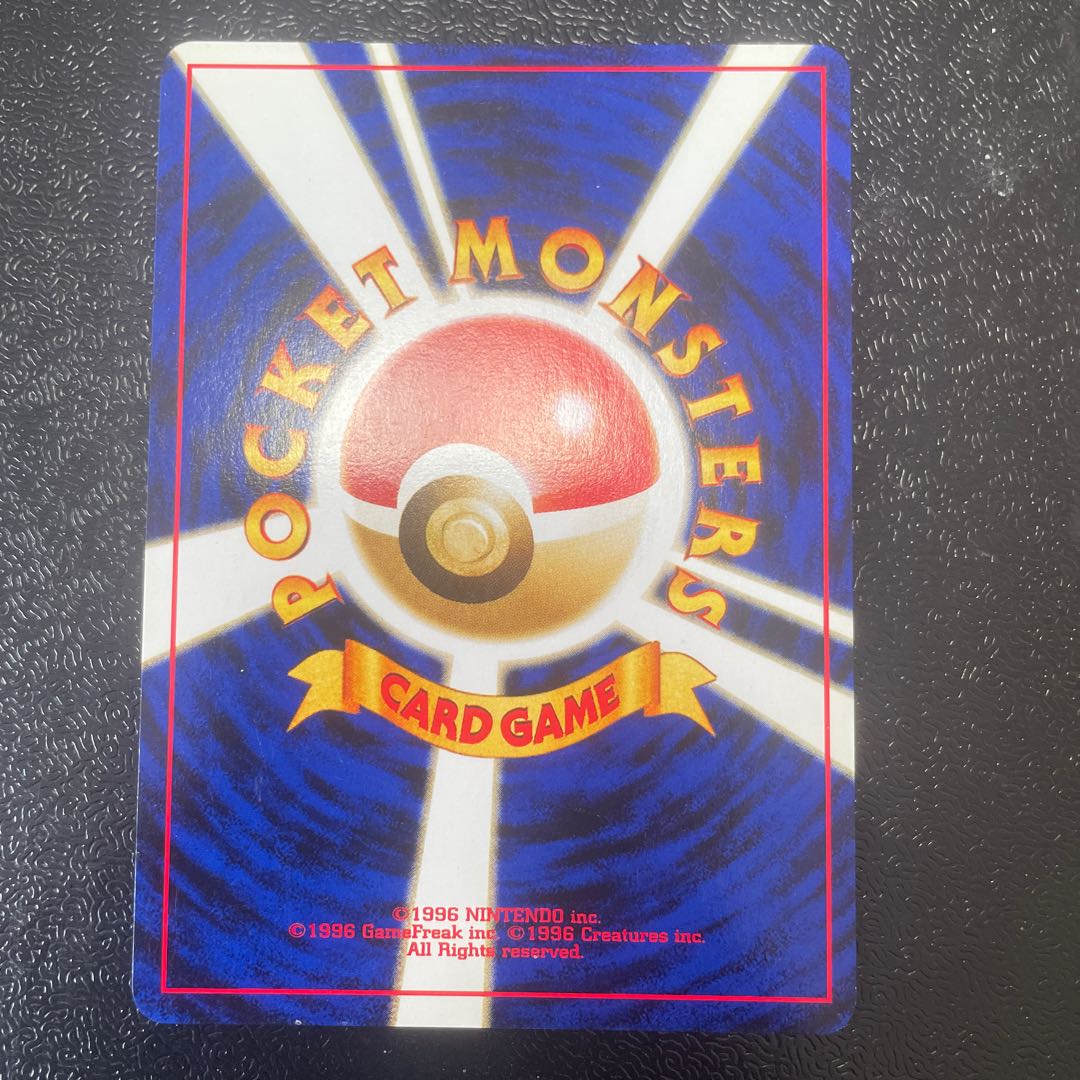 POCKET MONSTERS
CARD GAME
©1996 NINTENDO inc.
©1996 GameFreak inc. ©1996 Creatures inc.
All Rights reserved.